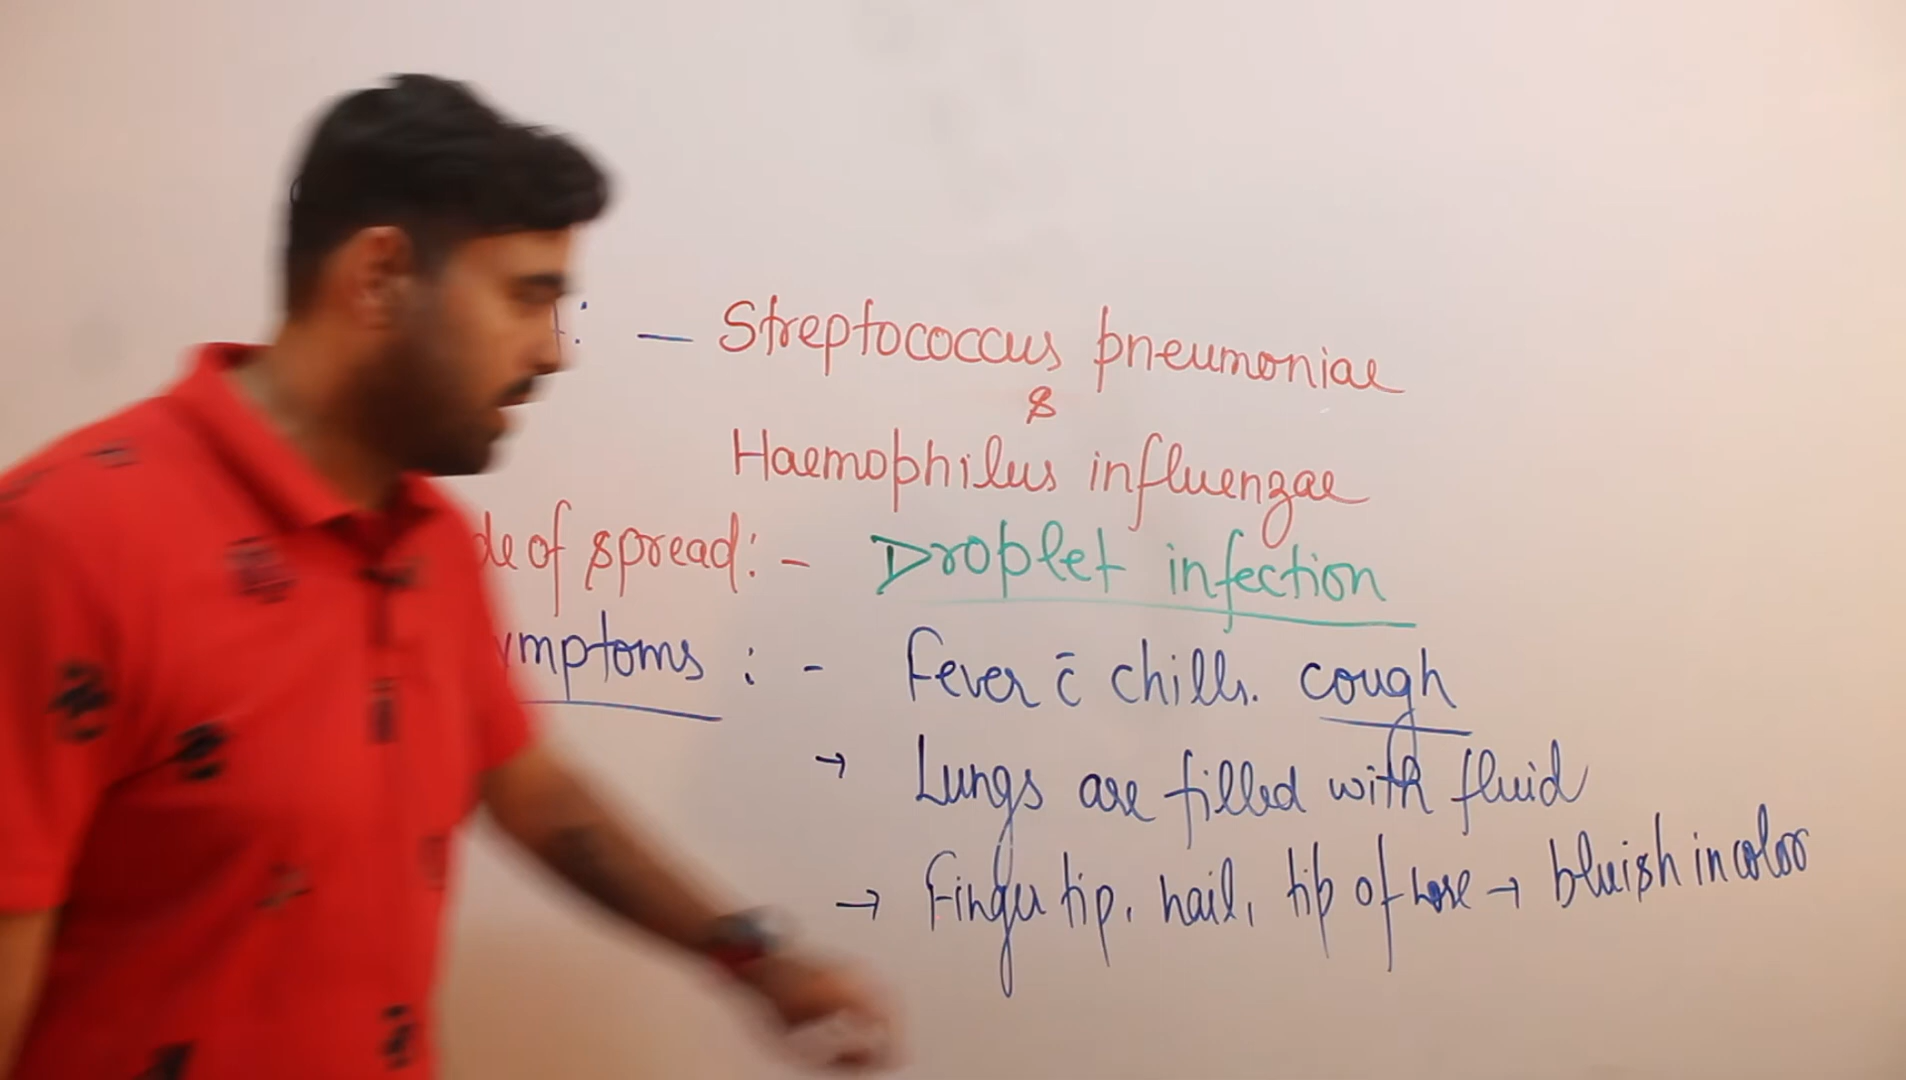 : — Streptococcus pneumoniae
&
Haemophilus influenzae
de of spread :- Droplet infection
ymptoms :- Fever c̄ chills. cough
→ Lungs are filled with fluid
→ Finger tip, nail, tip of nose → bluish in color